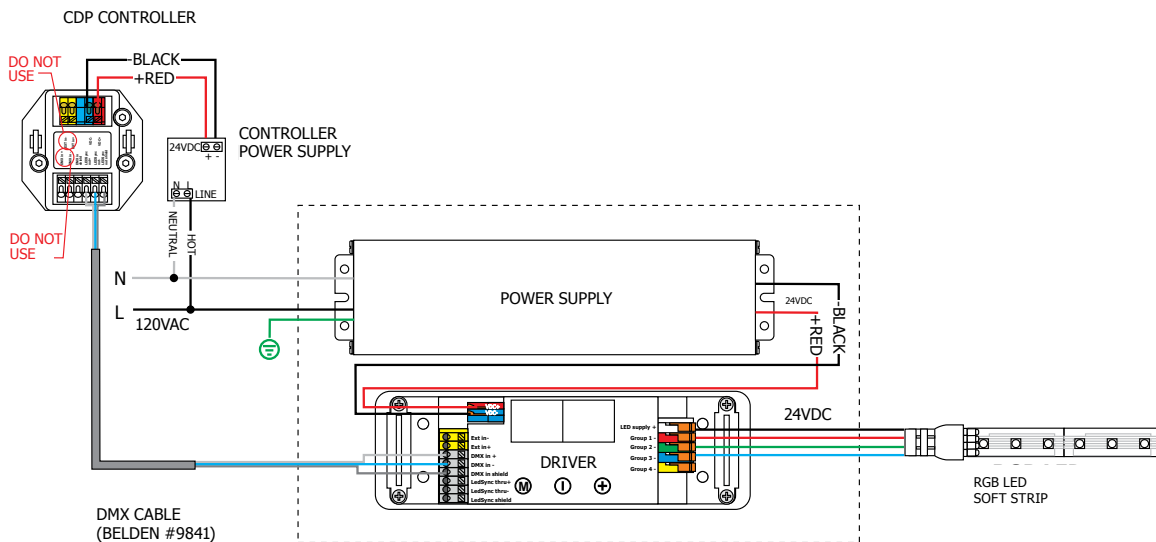 CDP CONTROLLER
DO NOT
USE
-BLACK
+RED
CONTROLLER
POWER SUPPLY
24VDC
+ -
N L
LINE
NEUTRAL
HOT
DO NOT
USE
N
L
120VAC
POWER SUPPLY
24VDC
+RED
-BLACK
24VDC
LED supply +
Group 1 -
Group 2 -
Group 3 -
Group 4 -
Ext in-
Ext in+
DMX in +
DMX in -
DMX in shield
LedSync thru+
LedSync thru-
LedSync shield
DRIVER
M I +
RGB LED
SOFT STRIP
DMX CABLE
(BELDEN #9841)